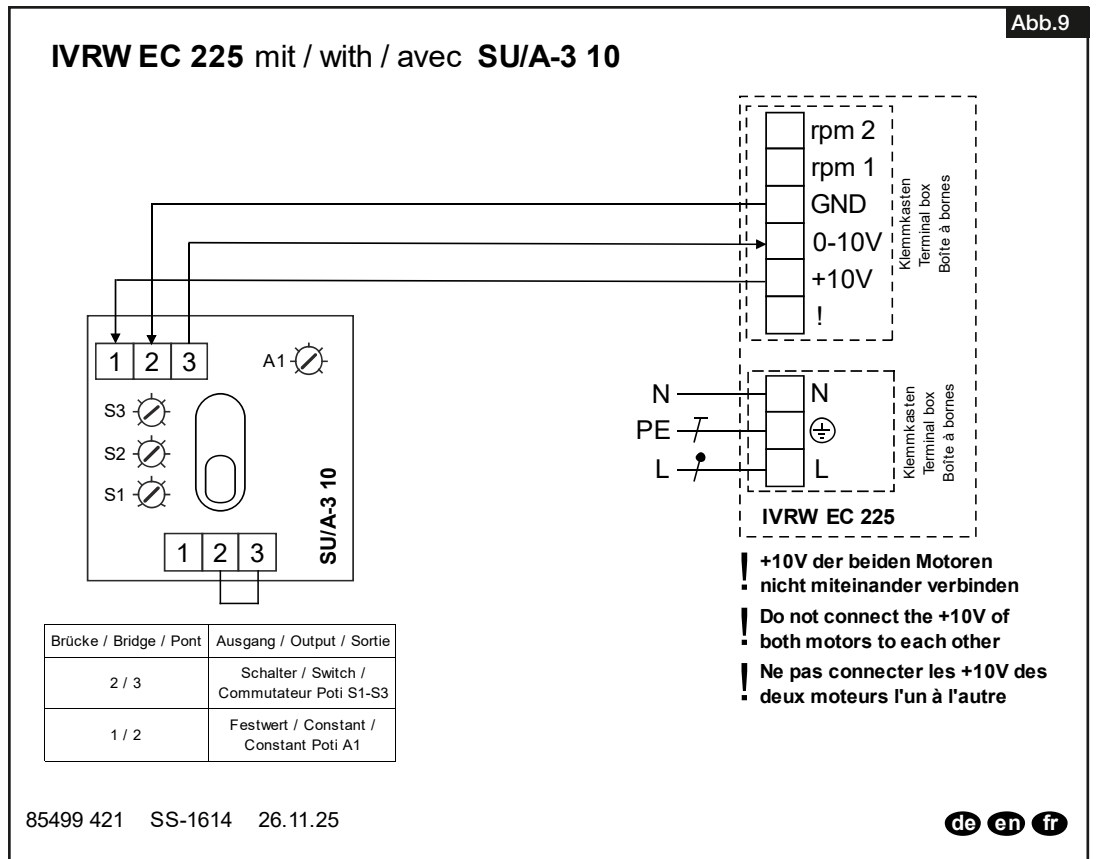 Abb.9
IVRW EC 225 mit / with / avec SU/A-3 10
rpm 2
rpm 1
GND
0-10V
+10V
!
Klemmkasten
Terminal box
Boîte à bornes
1 2 3
A1
S3
S2
S1
SU/A-3 10
1 2 3
N
PE
L
N
L
Klemmkasten
Terminal box
Boîte à bornes
IVRW EC 225
! +10V der beiden Motoren
nicht miteinander verbinden
! Do not connect the +10V of
both motors to each other
! Ne pas connecter les +10V des
deux moteurs l'un à l'autre
Brücke / Bridge / Pont Ausgang / Output / Sortie
2 / 3 Schalter / Switch /
Commutateur Poti S1-S3
1 / 2 Festwert / Constant /
Constant Poti A1
85499 421 SS-1614 26.11.25
de en fr